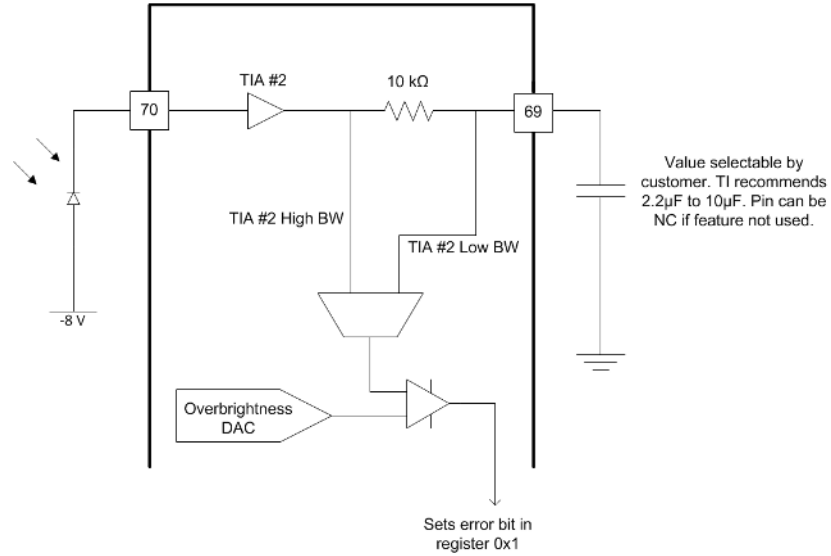 TIA #2
10 kΩ
70
69
Value selectable by
customer. TI recommends
2.2µF to 10µF. Pin can be
NC if feature not used.
TIA #2 High BW
TIA #2 Low BW
-8 V
Overbrightness
DAC
Sets error bit in
register 0x1